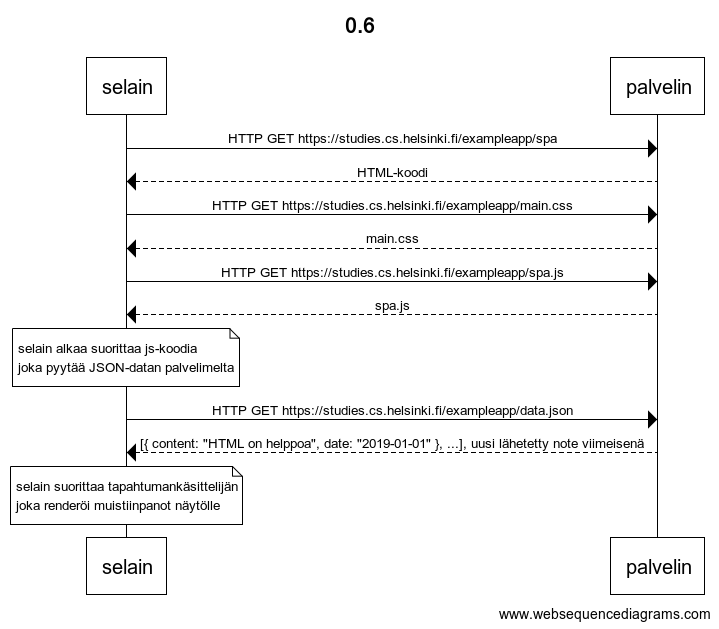 0.6
selain
palvelin
HTTP GET https://studies.cs.helsinki.fi/exampleapp/spa
HTML-koodi
HTTP GET https://studies.cs.helsinki.fi/exampleapp/main.css
main.css
HTTP GET https://studies.cs.helsinki.fi/exampleapp/spa.js
spa.js
selain alkaa suorittaa js-koodia
joka pyytää JSON-datan palvelimelta
HTTP GET https://studies.cs.helsinki.fi/exampleapp/data.json
[{ content: "HTML on helppoa", date: "2019-01-01" }, ...], uusi lähetetty note viimeisenä
selain suorittaa tapahtumankäsittelijän
joka renderöi muistiinpanot näytölle
selain
palvelin
www.websequencediagrams.com